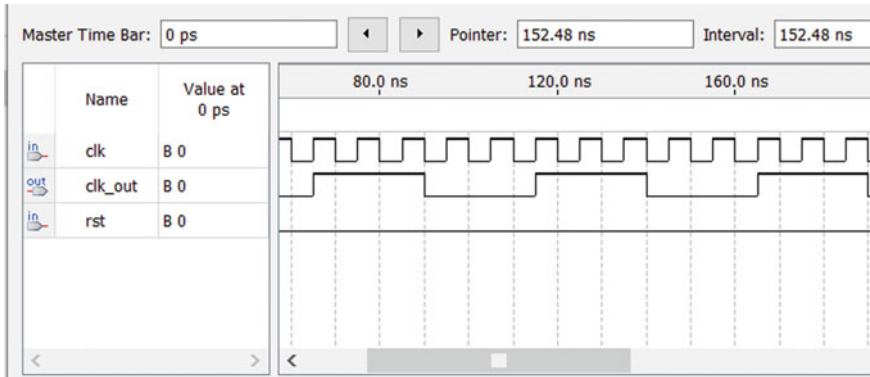 Master Time Bar: 0 ps Pointer: 152.48 ns Interval: 152.48 ns
Name Value at 0 ps 80.0 ns 120.0 ns 160.0 ns
in clk B 0
out clk_out B 0
in rst B 0